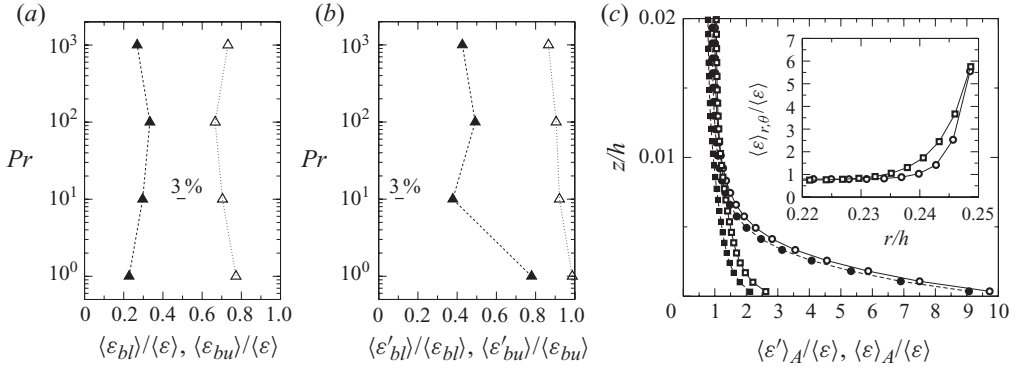 (a)
10³
10²
Pr
3 %
10¹
10⁰
0 0.2 0.4 0.6 0.8 1.0
⟨ε_bl⟩/⟨ε⟩, ⟨ε_bu⟩/⟨ε⟩
(b)
10³
10²
Pr
3 %
10¹
10⁰
0 0.2 0.4 0.6 0.8 1.0
⟨ε′_bl⟩/⟨ε_bl⟩, ⟨ε′_bu⟩/⟨ε_bu⟩
(c)
0.02
z/h
0.01
0
0 1 2 3 4 5 6 7 8 9 10
⟨ε′⟩_A/⟨ε⟩, ⟨ε⟩_A/⟨ε⟩
7
6
5
4
3
2
1
0
⟨ε⟩_r,θ/⟨ε⟩
0.22 0.23 0.24 0.25
r/h